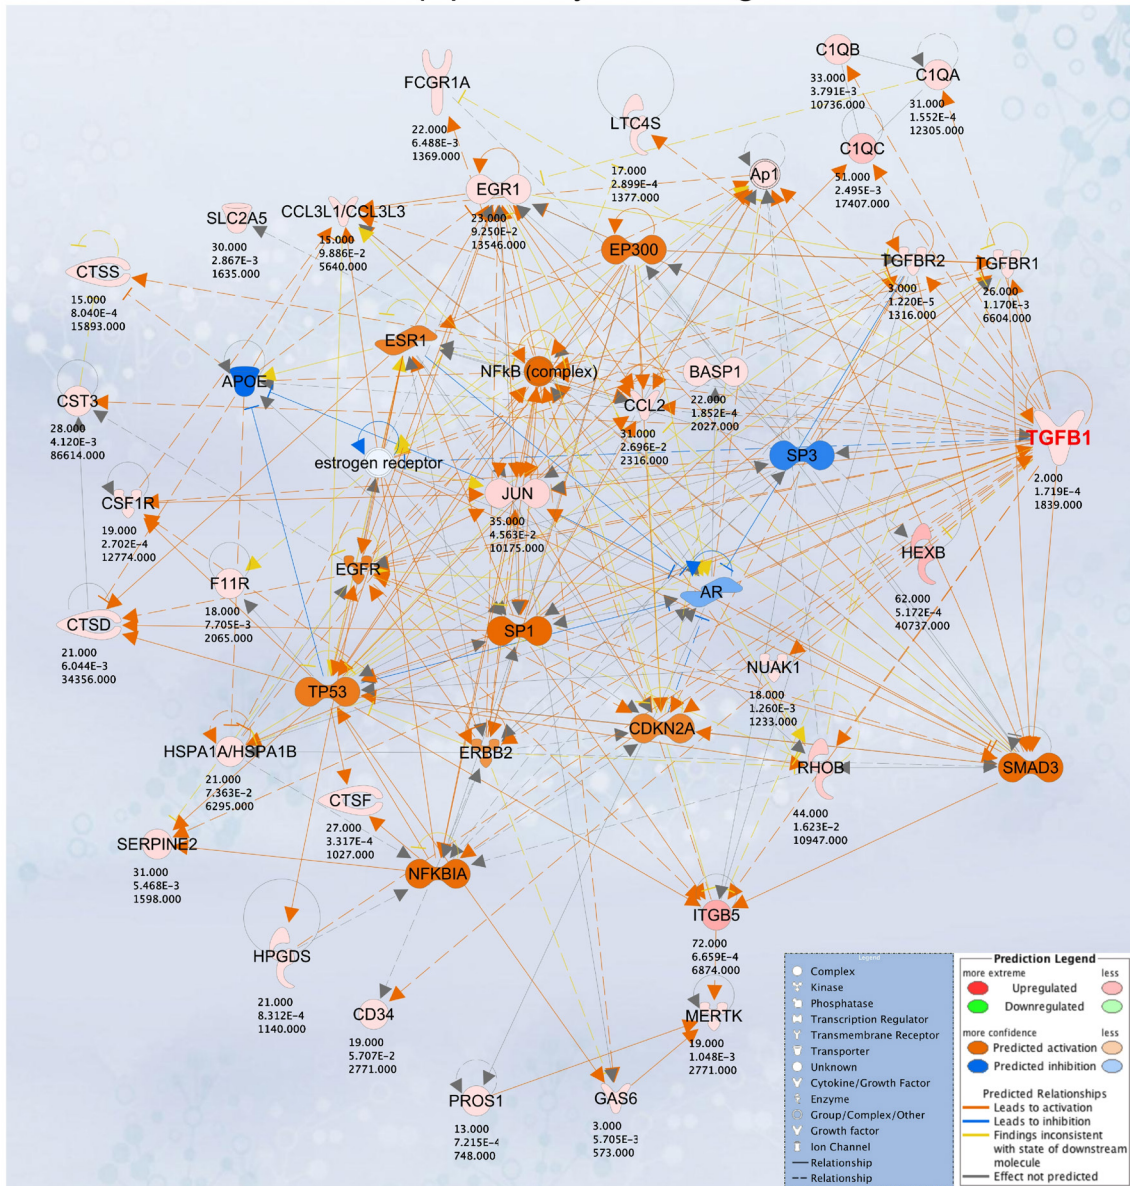 C1QB
33.000
3.791E-3
10736.000
C1QA
31.000
1.552E-4
12305.000
FCGR1A
22.000
6.488E-3
1369.000
LTC4S
17.000
2.899E-4
1377.000
C1QC
51.000
2.495E-3
17407.000
Ap1
EGR1
23.000
9.250E-2
13546.000
SLC2A5
30.000
2.867E-3
1635.000
CCL3L1/CCL3L3
15.000
9.886E-2
5640.000
EP300
TGFBR2
3.000
1.220E-5
1316.000
TGFBR1
26.000
1.170E-3
6604.000
CTSS
15.000
8.040E-4
15893.000
ESR1
APOE
NFkB (complex)
BASP1
22.000
1.852E-4
2027.000
CST3
28.000
4.120E-3
86614.000
CCL2
31.000
2.696E-2
2316.000
TGFB1
2.000
1.719E-4
1839.000
estrogen receptor
SP3
CSF1R
19.000
2.702E-4
12774.000
JUN
35.000
4.563E-2
10175.000
HEXB
62.000
5.172E-4
40737.000
F11R
18.000
7.705E-3
2065.000
EGFR
AR
CTSD
21.000
6.044E-3
34356.000
SP1
NUAK1
18.000
1.260E-3
1233.000
TP53
CDKN2A
HSPA1A/HSPA1B
21.000
7.363E-2
6295.000
ERBB2
RHOB
44.000
1.623E-2
10947.000
SMAD3
CTSF
27.000
3.317E-4
1027.000
SERPINE2
31.000
5.468E-3
1598.000
NFKBIA
ITGB5
72.000
6.659E-4
6874.000
HPGDS
21.000
8.312E-4
1140.000
CD34
19.000
5.707E-2
2771.000
MERTK
19.000
1.048E-3
2771.000
PROS1
13.000
7.215E-4
748.000
GAS6
3.000
5.705E-3
573.000
Legend
Complex
Kinase
Phosphatase
Transcription Regulator
Transmembrane Receptor
Transporter
Unknown
Cytokine/Growth Factor
Enzyme
Group/Complex/Other
Growth factor
Ion Channel
Relationship
Relationship
Prediction Legend
more extreme less
Upregulated
Downregulated
more confidence less
Predicted activation
Predicted inhibition
Predicted Relationships
Leads to activation
Leads to inhibition
Findings inconsistent
with state of downstream
molecule
Effect not predicted